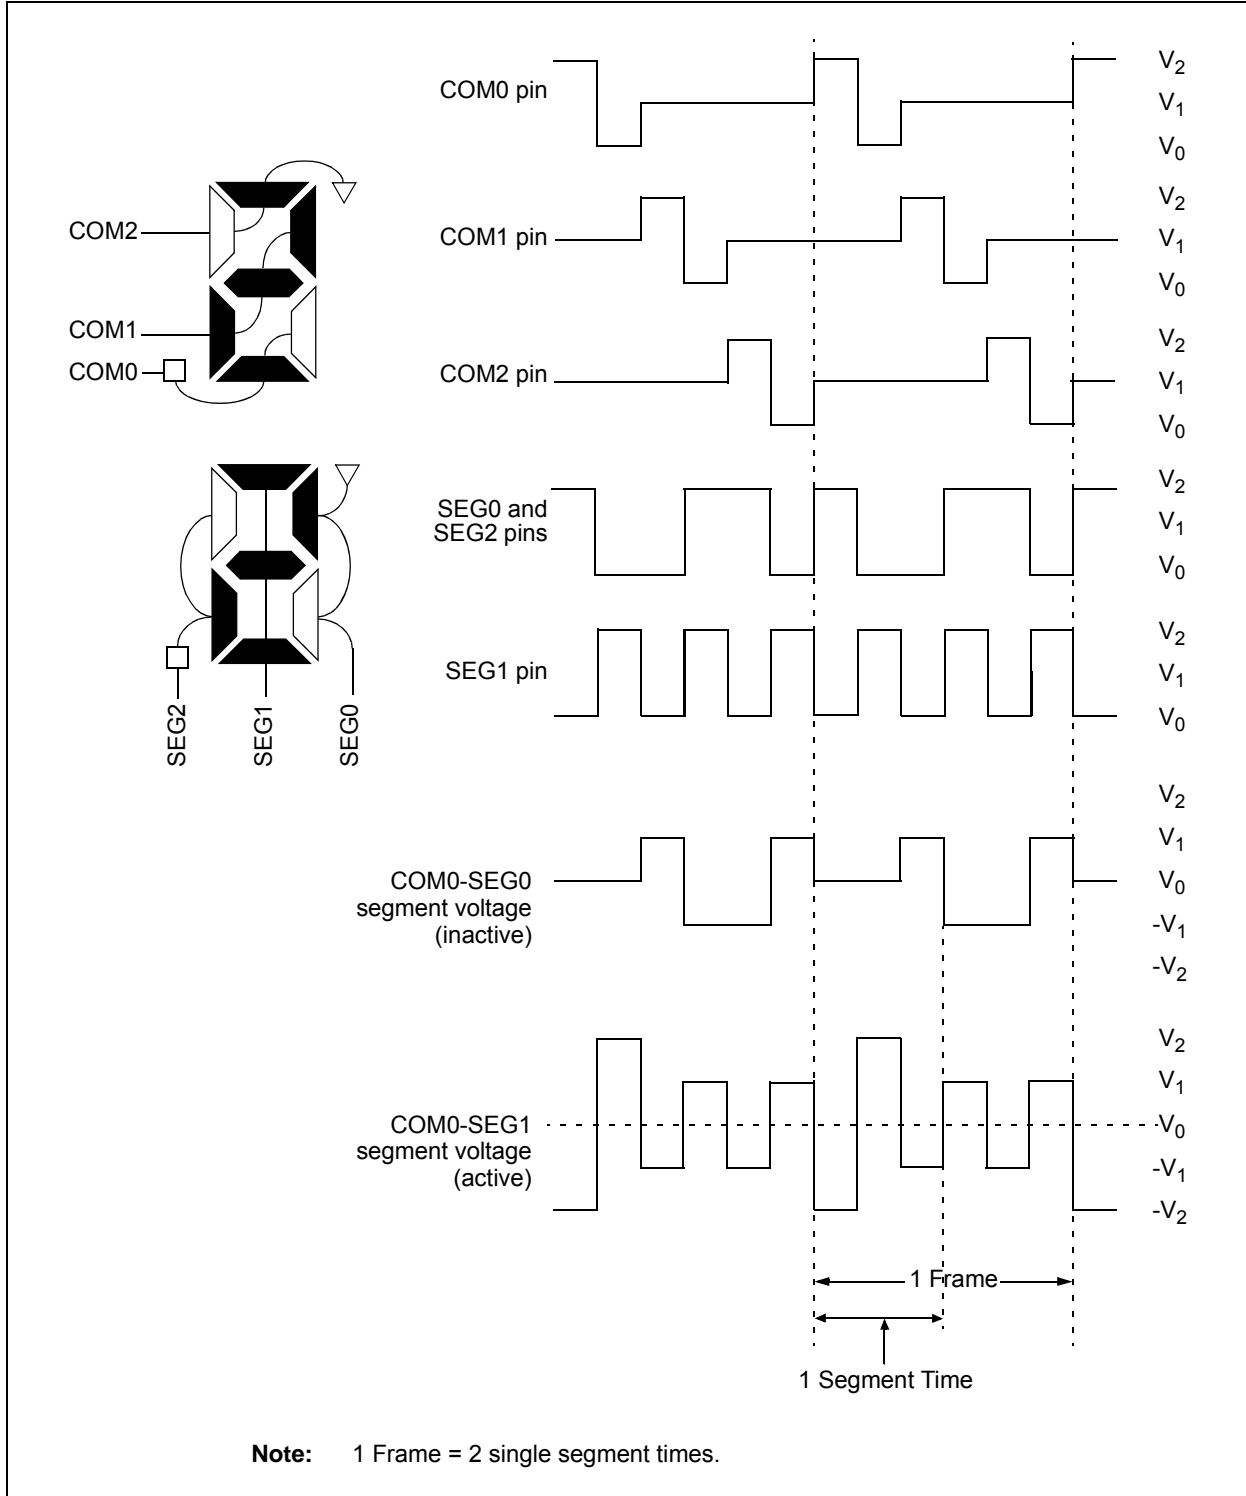 COM0 pin
V2
V1
V0
COM2
COM1
COM0
COM1 pin
V2
V1
V0
COM2 pin
V2
V1
V0
SEG0 and
SEG2 pins
V2
V1
V0
SEG1 pin
V2
V1
V0
SEG2
SEG1
SEG0
COM0-SEG0
segment voltage
(inactive)
V2
V1
V0
-V1
-V2
COM0-SEG1
segment voltage
(active)
V2
V1
V0
-V1
-V2
1 Frame
1 Segment Time
Note: 1 Frame = 2 single segment times.